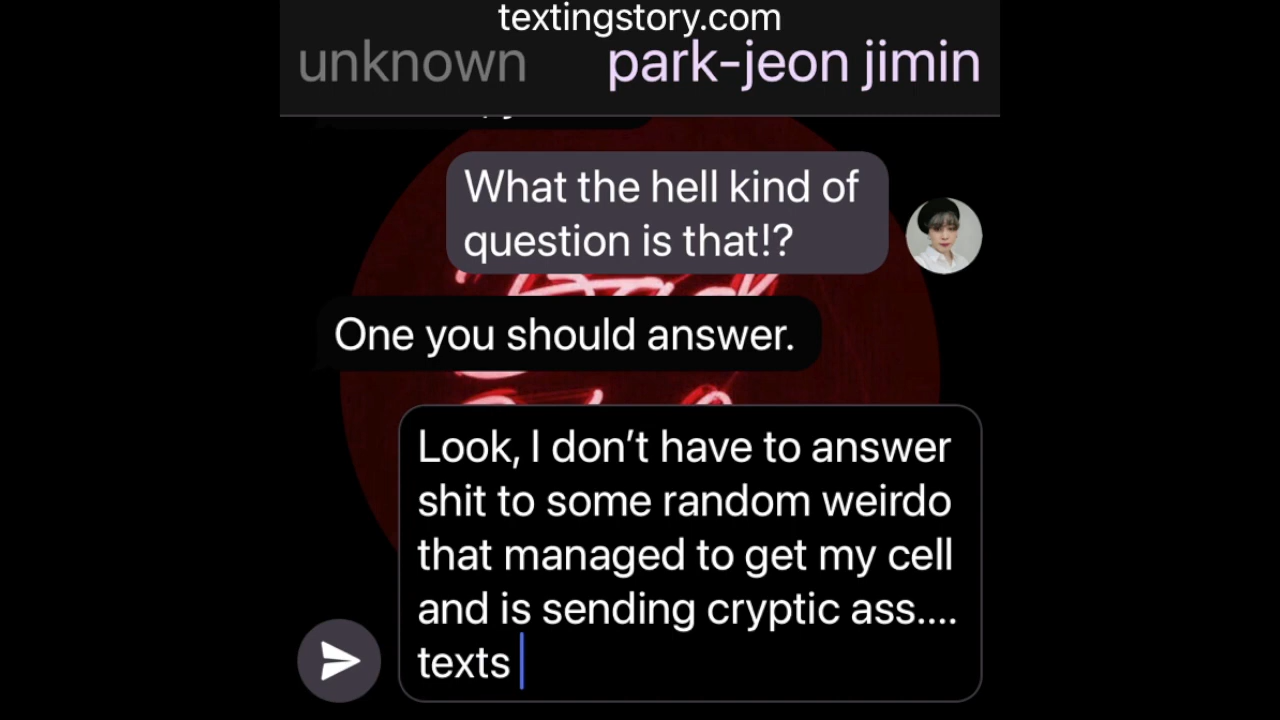 textingstory.com
unknown park-jeon jimin
What the hell kind of
question is that!?
One you should answer.
Look, I don’t have to answer
shit to some random weirdo
that managed to get my cell
and is sending cryptic ass....
texts